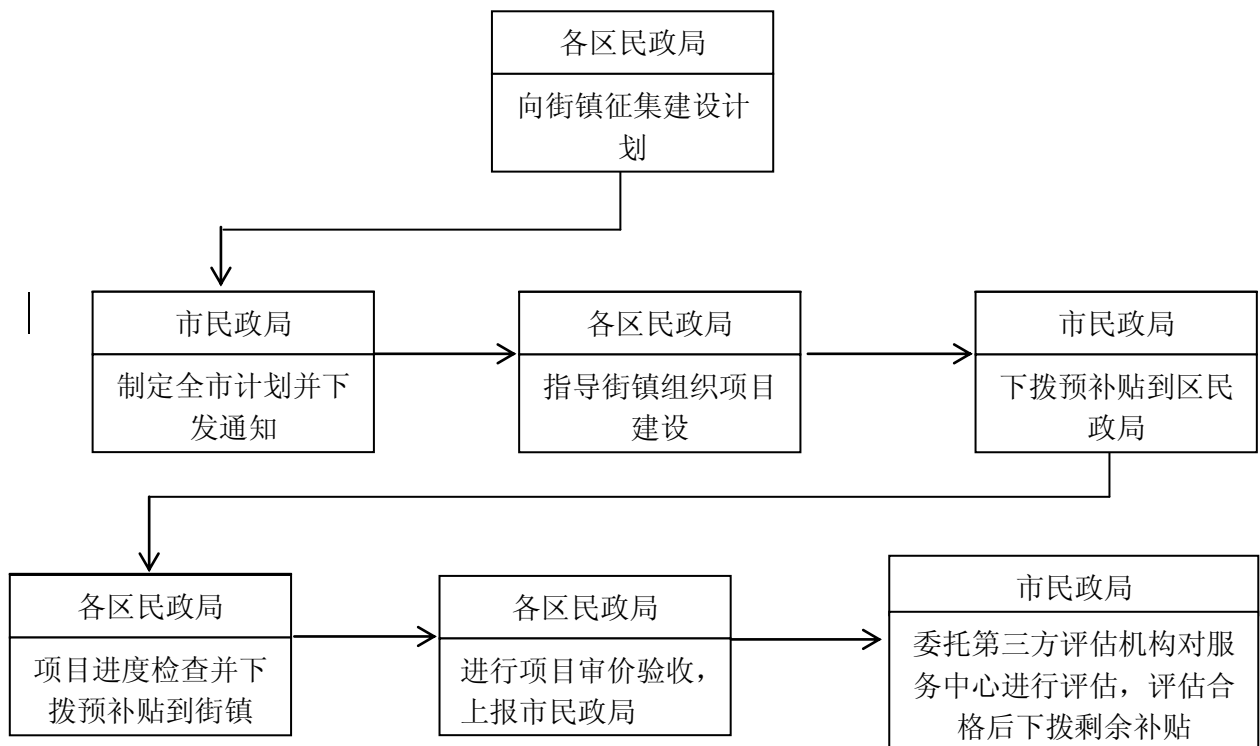 各区民政局
向街镇征集建设计
划
市民政局
制定全市计划并下
发通知
各区民政局
指导街镇组织项目
建设
市民政局
下拨预补贴到区民
政局
各区民政局
项目进度检查并下
拨预补贴到街镇
各区民政局
进行项目审价验收，
上报市民政局
市民政局
委托第三方评估机构对服
务中心进行评估，评估合
格后下拨剩余补贴